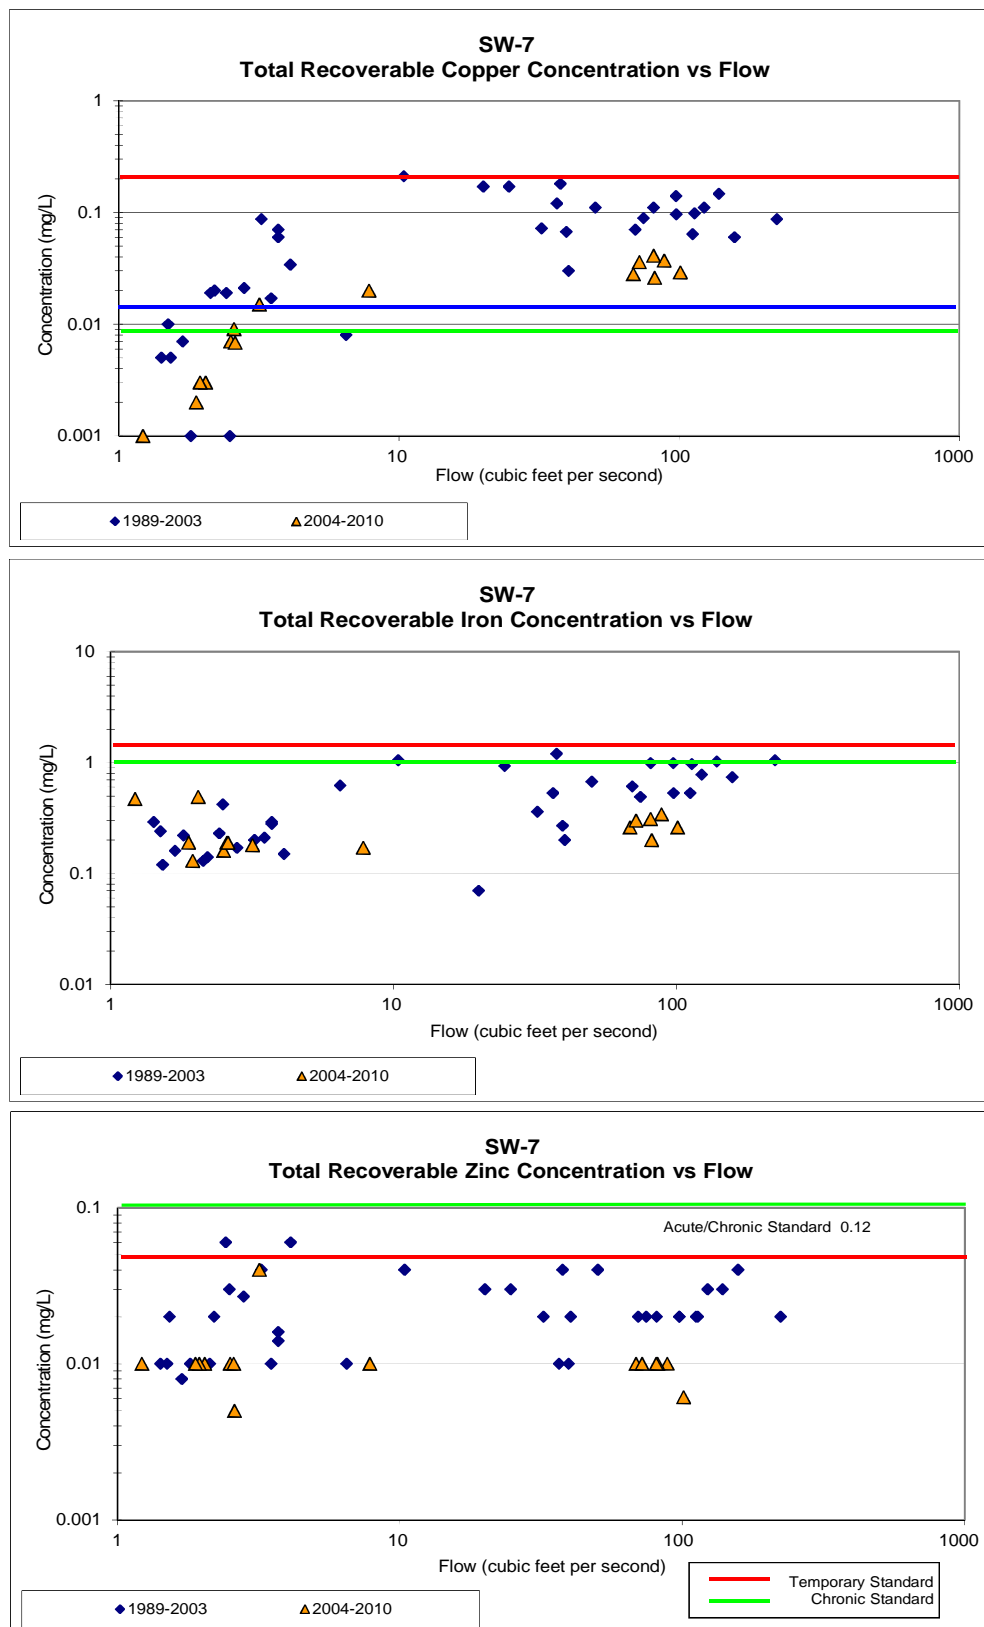 SW-7
Total Recoverable Copper Concentration vs Flow
1
0.1
0.01
0.001
Concentration (mg/L)
1 10 100 1000
Flow (cubic feet per second)
1989-2003 2004-2010
SW-7
Total Recoverable Iron Concentration vs Flow
10
1
0.1
0.01
Concentration (mg/L)
1 10 100 1000
Flow (cubic feet per second)
1989-2003 2004-2010
SW-7
Total Recoverable Zinc Concentration vs Flow
0.1
Acute/Chronic Standard 0.12
0.01
0.001
Concentration (mg/L)
1 10 100 1000
Flow (cubic feet per second)
1989-2003 2004-2010
Temporary Standard
Chronic Standard